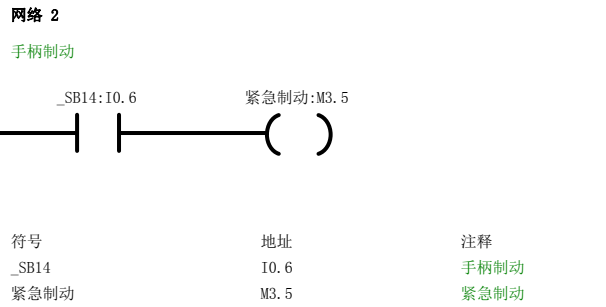 网络 2
手柄制动
_SB14:I0.6 紧急制动:M3.5
符号 地址 注释
_SB14 I0.6 手柄制动
紧急制动 M3.5 紧急制动